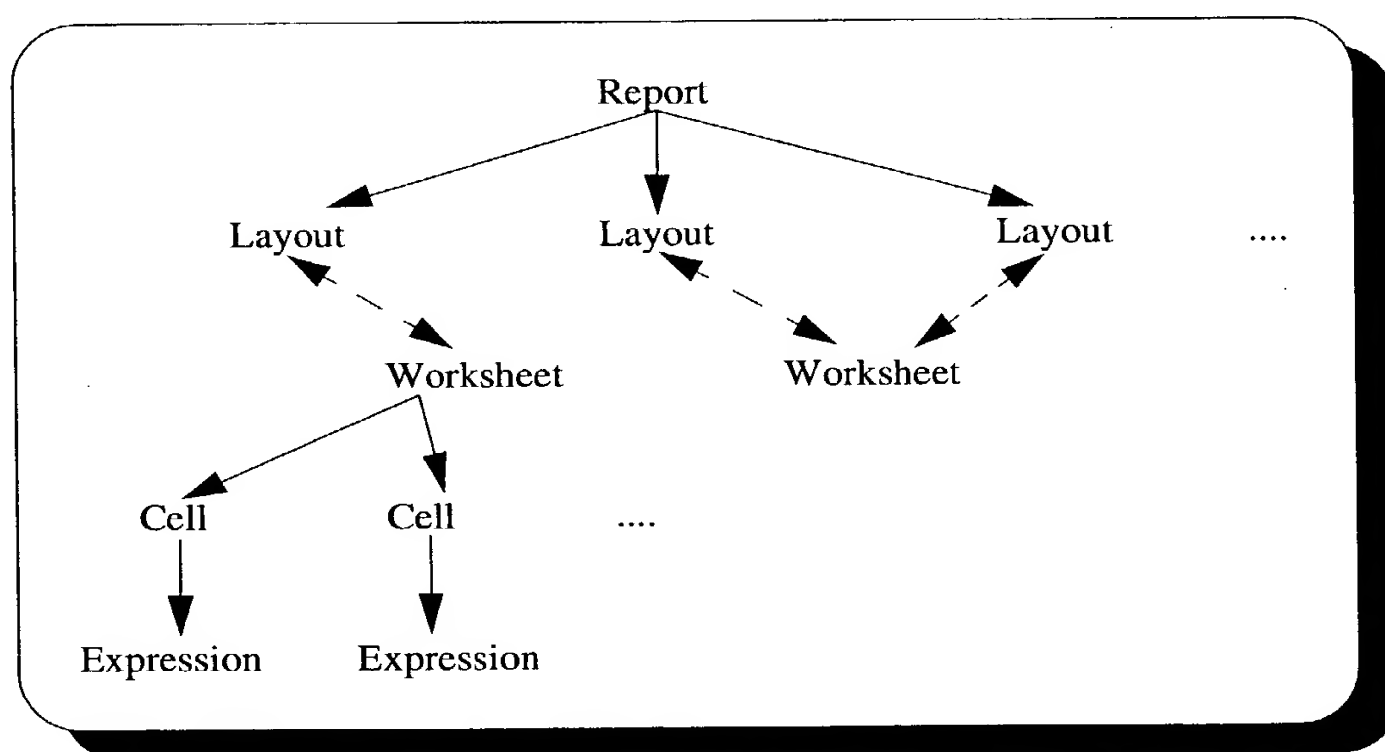 Report
Layout Layout Layout ....
Worksheet Worksheet
Cell Cell ....
Expression Expression